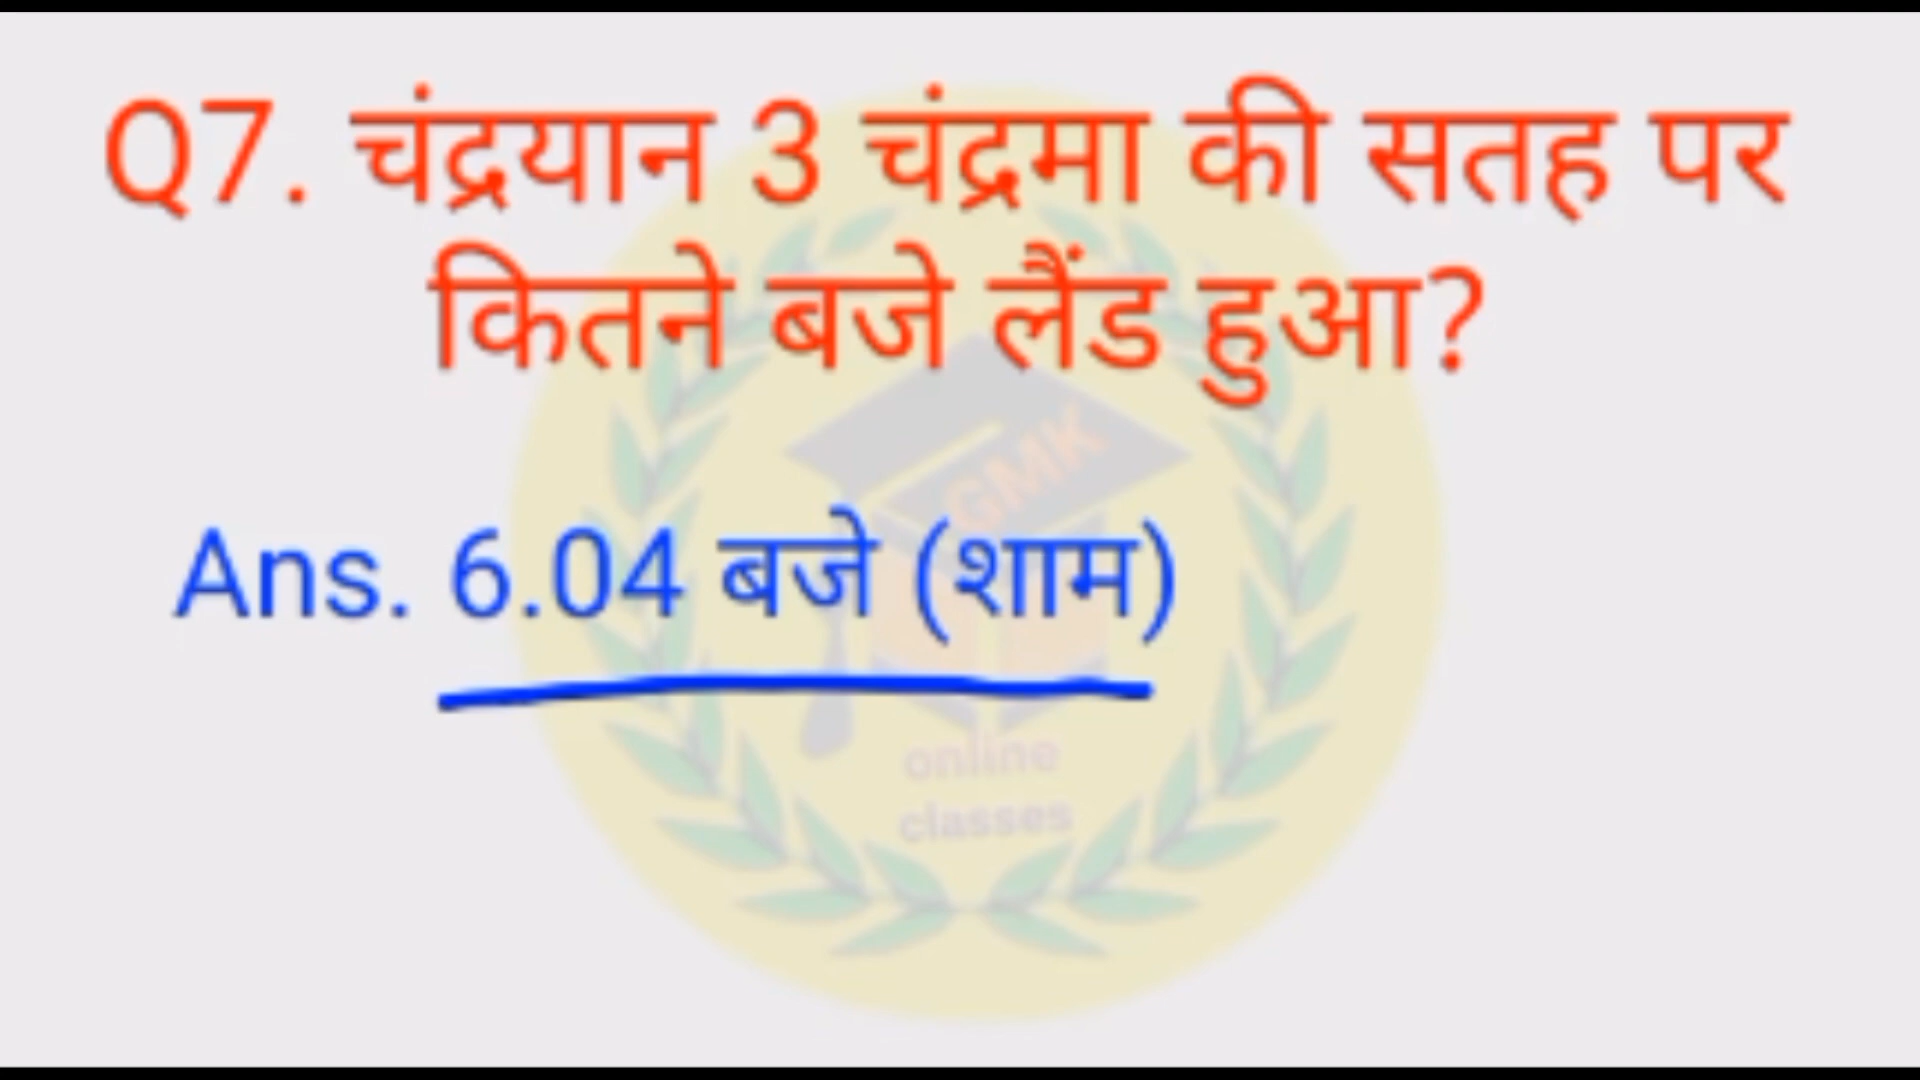 Q7. चंद्रयान 3 चंद्रमा की सतह पर
कितने बजे लैंड हुआ?
GMK
Ans. 6.04 बजे (शाम)
online
classes